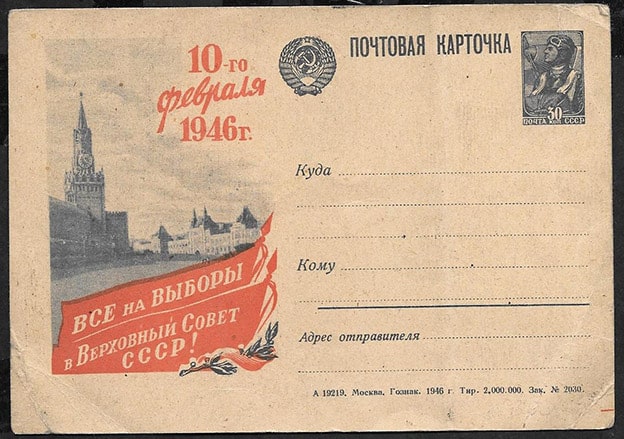 10-го
февраля
1946г.
ВСЕ НА ВЫБОРЫ
В ВЕРХОВНЫЙ СОВЕТ
СССР!
ПОЧТОВАЯ КАРТОЧКА
30
ПОЧТА КОП. СССР
Куда
Кому
Адрес отправителя
А 19219. Москва. Гознак. 1946 г. Тир. 2.000.000. Зак. № 2030.